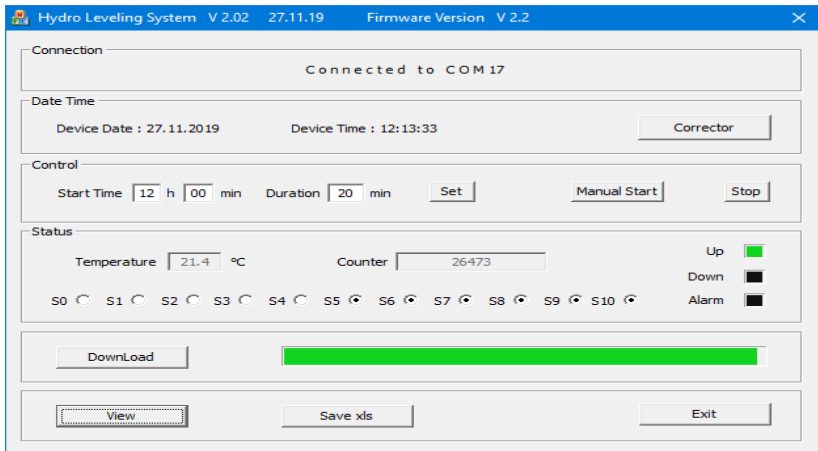 Hydro Leveling System V 2.02 27.11.19 Firmware Version V 2.2
Connection
Connected to COM 17
Date Time
Device Date : 27.11.2019 Device Time : 12:13:33 Corrector
Control
Start Time 12 h 00 min Duration 20 min Set Manual Start Stop
Status
Up
Temperature 21.4 ºC Counter 26473
Down
S0 S1 S2 S3 S4 S5 S6 S7 S8 S9 S10 Alarm
DownLoad
View Save xls Exit